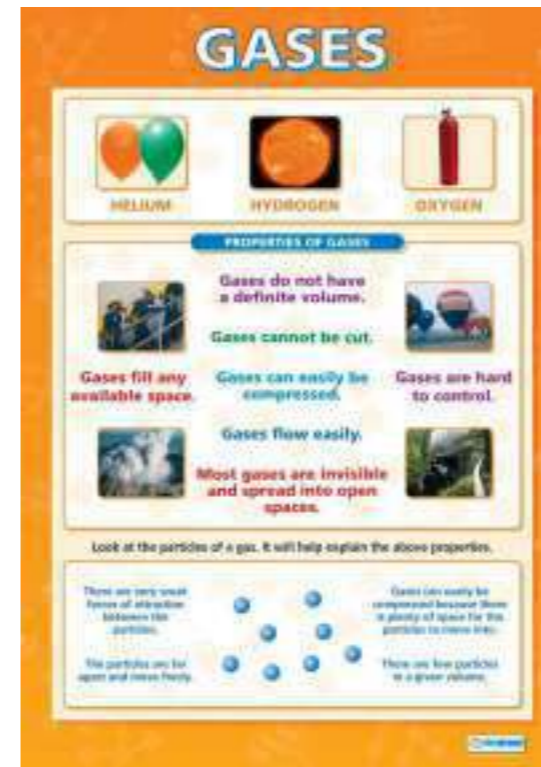 GASES
HELIUM
HYDROGEN
OXYGEN
PROPERTIES OF GASES
Gases do not have
a definite volume.
Gases cannot be cut.
Gases fill any
available space.
Gases can easily be
compressed.
Gases are hard
to control.
Gases flow easily.
Most gases are invisible
and spread into open
spaces.
Look at the particles of a gas. It will help explain the above properties.
There are very weak
forces of attraction
between the
particles.
The particles are far
apart and move freely.
Gases can easily be
compressed because there
is plenty of space for the
particles to move into.
There are few particles
in a given volume.